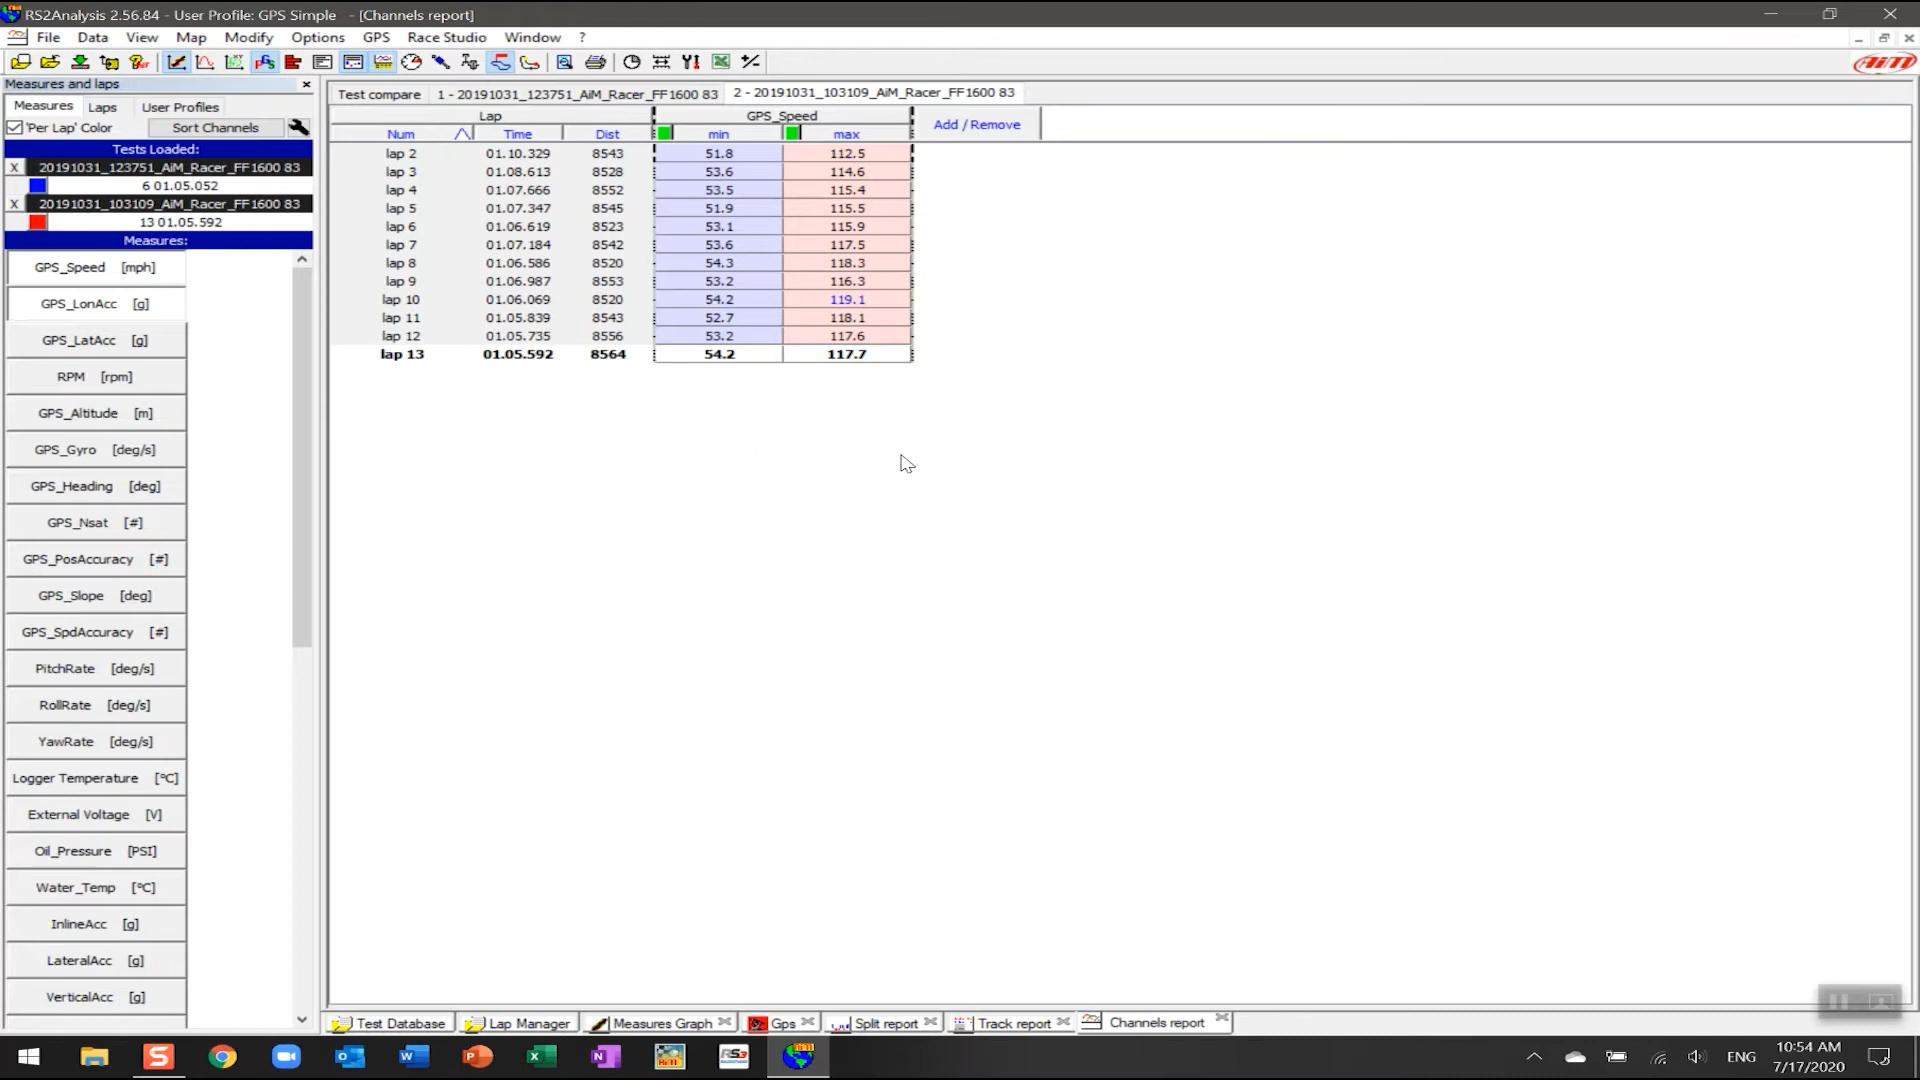 RS2Analysis 2.56.84 - User Profile: GPS Simple - [Channels report]
File Data View Map Modify Options GPS Race Studio Window ?
AiM
Measures and laps
Measures Laps User Profiles
'Per Lap' Color Sort Channels
Tests Loaded:
X 20191031_123751_AiM_Racer_FF1600 83
6 01.05.052
X 20191031_103109_AiM_Racer_FF1600 83
13 01.05.592
Measures:
GPS_Speed [mph]
GPS_LonAcc [g]
GPS_LatAcc [g]
RPM [rpm]
GPS_Altitude [m]
GPS_Gyro [deg/s]
GPS_Heading [deg]
GPS_Nsat [#]
GPS_PosAccuracy [#]
GPS_Slope [deg]
GPS_SpdAccuracy [#]
PitchRate [deg/s]
RollRate [deg/s]
YawRate [deg/s]
Logger Temperature [°C]
External Voltage [V]
Oil_Pressure [PSI]
Water_Temp [°C]
InlineAcc [g]
LateralAcc [g]
VerticalAcc [g]
Test compare 1 - 20191031_123751_AiM_Racer_FF1600 83 2 - 20191031_103109_AiM_Racer_FF1600 83
Lap GPS_Speed Add / Remove
Num Time Dist min max
lap 2 01.10.329 8543 51.8 112.5
lap 3 01.08.613 8528 53.6 114.6
lap 4 01.07.666 8552 53.5 115.4
lap 5 01.07.347 8545 51.9 115.5
lap 6 01.06.619 8523 53.1 115.9
lap 7 01.07.184 8542 53.6 117.5
lap 8 01.06.586 8520 54.3 118.3
lap 9 01.06.987 8553 53.2 116.3
lap 10 01.06.069 8520 54.2 119.1
lap 11 01.05.839 8543 52.7 118.1
lap 12 01.05.735 8556 53.2 117.6
lap 13 01.05.592 8564 54.2 117.7
Test Database Lap Manager Measures Graph Gps Split report Track report Channels report
ENG 10:54 AM
7/17/2020